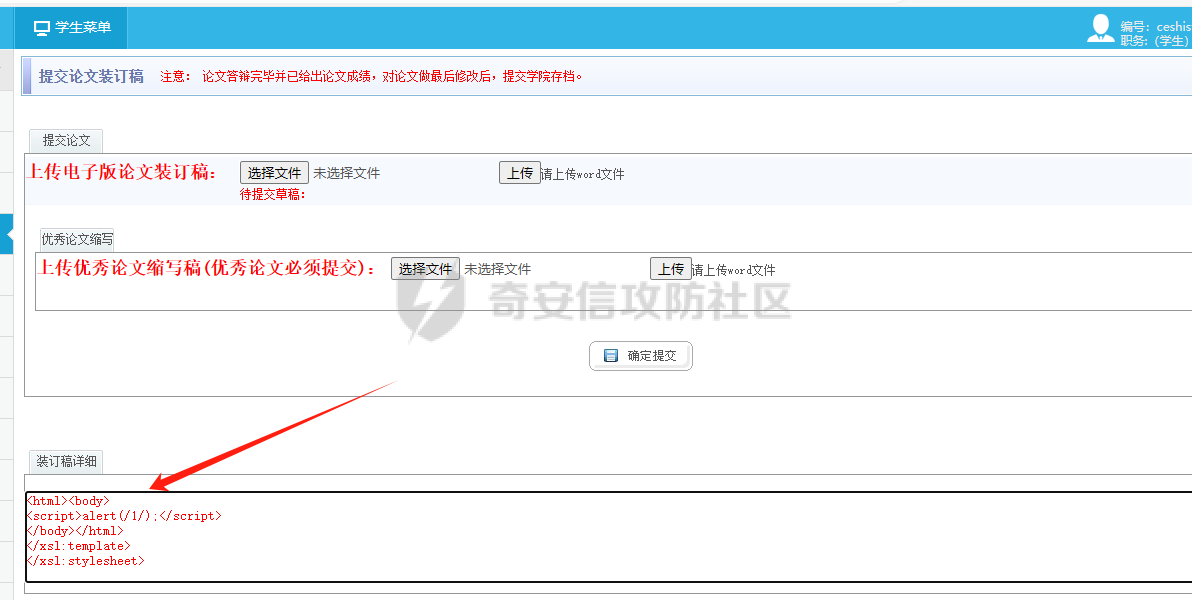 学生菜单
编号: ceshis
职务: (学生)
提交论文装订稿 注意： 论文答辩完毕并已给出论文成绩，对论文做最后修改后，提交学院存档。
提交论文
上传电子版论文装订稿： 选择文件 未选择文件 上传 请上传word文件
待提交草稿：
优秀论文缩写
上传优秀论文缩写稿(优秀论文必须提交)： 选择文件 未选择文件 上传 请上传word文件
奇安信攻防社区
确定提交
装订稿详细
<html><body>
<script>alert(/1/);</script>
</body></html>
</xsl:template>
</xsl:stylesheet>